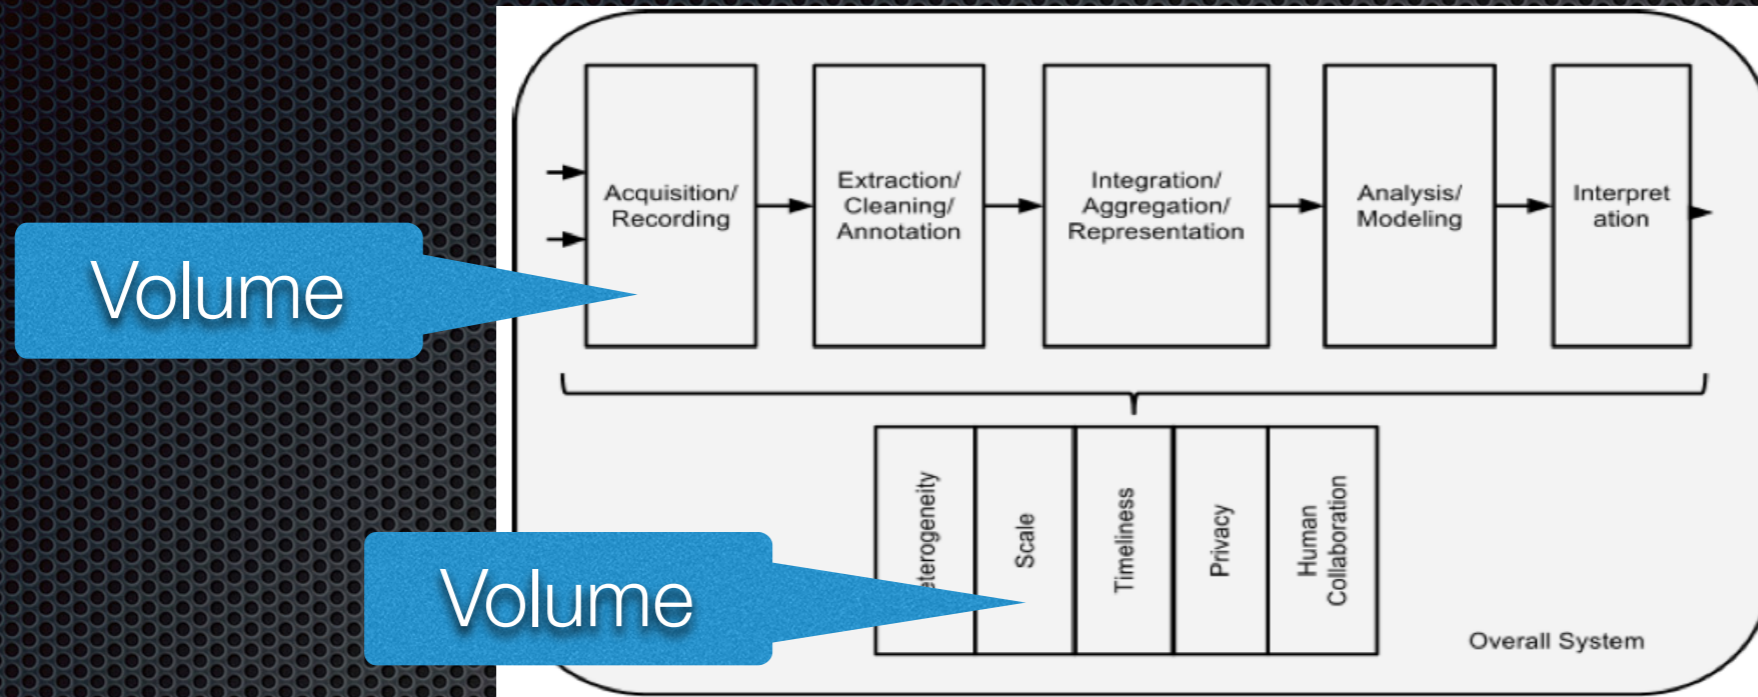 Acquisition/
Recording
Extraction/
Cleaning/
Annotation
Integration/
Aggregation/
Representation
Analysis/
Modeling
Interpret
ation
Volume
eterogeneity
Scale
Timeliness
Privacy
Human
Collaboration
Volume
Overall System